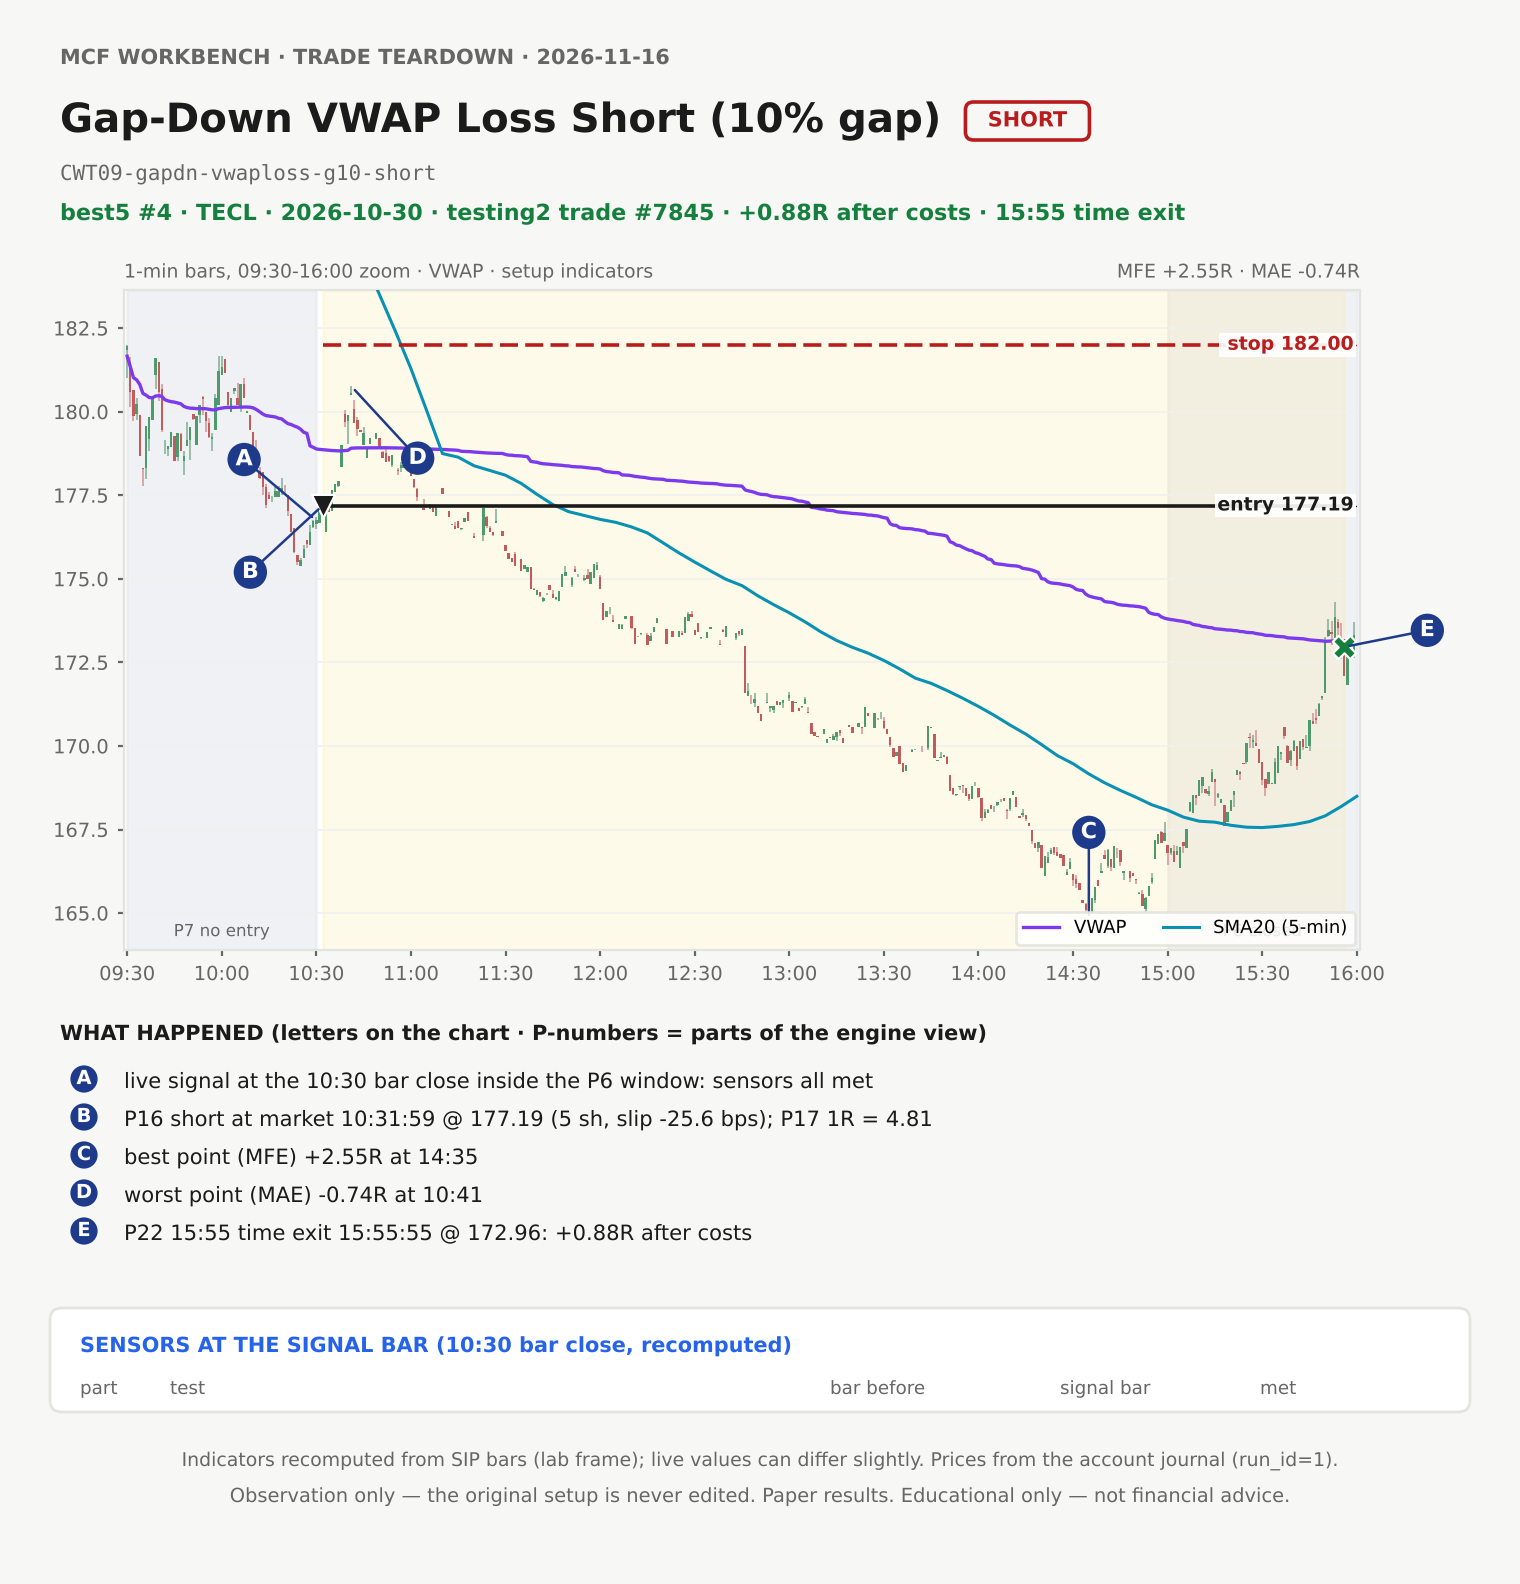 MCF WORKBENCH · TRADE TEARDOWN · 2026-11-16
Gap-Down VWAP Loss Short (10% gap) SHORT
CWT09-gapdn-vwaploss-g10-short
best5 #4 · TECL · 2026-10-30 · testing2 trade #7845 · +0.88R after costs · 15:55 time exit
1-min bars, 09:30-16:00 zoom · VWAP · setup indicators MFE +2.55R · MAE -0.74R
182.5
stop 182.00
180.0
A
D
177.5
entry 177.19
B
175.0
E
172.5
170.0
C
167.5
165.0
P7 no entry
VWAP SMA20 (5-min)
09:30 10:00 10:30 11:00 11:30 12:00 12:30 13:00 13:30 14:00 14:30 15:00 15:30 16:00
WHAT HAPPENED (letters on the chart · P-numbers = parts of the engine view)
A live signal at the 10:30 bar close inside the P6 window: sensors all met
B P16 short at market 10:31:59 @ 177.19 (5 sh, slip -25.6 bps); P17 1R = 4.81
C best point (MFE) +2.55R at 14:35
D worst point (MAE) -0.74R at 10:41
E P22 15:55 time exit 15:55:55 @ 172.96: +0.88R after costs
SENSORS AT THE SIGNAL BAR (10:30 bar close, recomputed)
part test bar before signal bar met
Indicators recomputed from SIP bars (lab frame); live values can differ slightly. Prices from the account journal (run_id=1).
Observation only — the original setup is never edited. Paper results. Educational only — not financial advice.